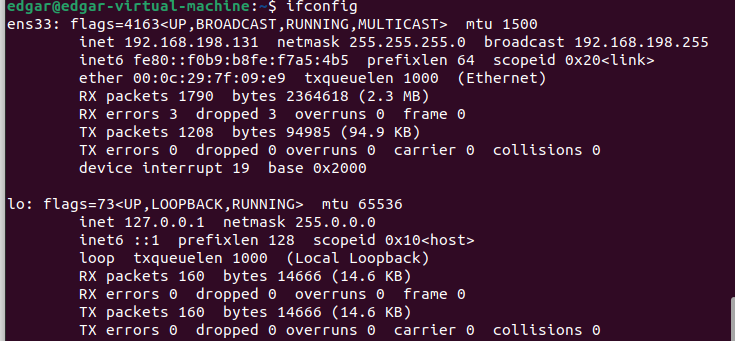 edgar@edgar-virtual-machine:~$ ifconfig
ens33: flags=4163<UP,BROADCAST,RUNNING,MULTICAST>  mtu 1500
        inet 192.168.198.131  netmask 255.255.255.0  broadcast 192.168.198.255
        inet6 fe80::f0b9:b8fe:f7a5:4b5  prefixlen 64  scopeid 0x20<link>
        ether 00:0c:29:7f:09:e9  txqueuelen 1000  (Ethernet)
        RX packets 1790  bytes 2364618 (2.3 MB)
        RX errors 3  dropped 3  overruns 0  frame 0
        TX packets 1208  bytes 94985 (94.9 KB)
        TX errors 0  dropped 0 overruns 0  carrier 0  collisions 0
        device interrupt 19  base 0x2000

lo: flags=73<UP,LOOPBACK,RUNNING>  mtu 65536
        inet 127.0.0.1  netmask 255.0.0.0
        inet6 ::1  prefixlen 128  scopeid 0x10<host>
        loop  txqueuelen 1000  (Local Loopback)
        RX packets 160  bytes 14666 (14.6 KB)
        RX errors 0  dropped 0  overruns 0  frame 0
        TX packets 160  bytes 14666 (14.6 KB)
        TX errors 0  dropped 0 overruns 0  carrier 0  collisions 0